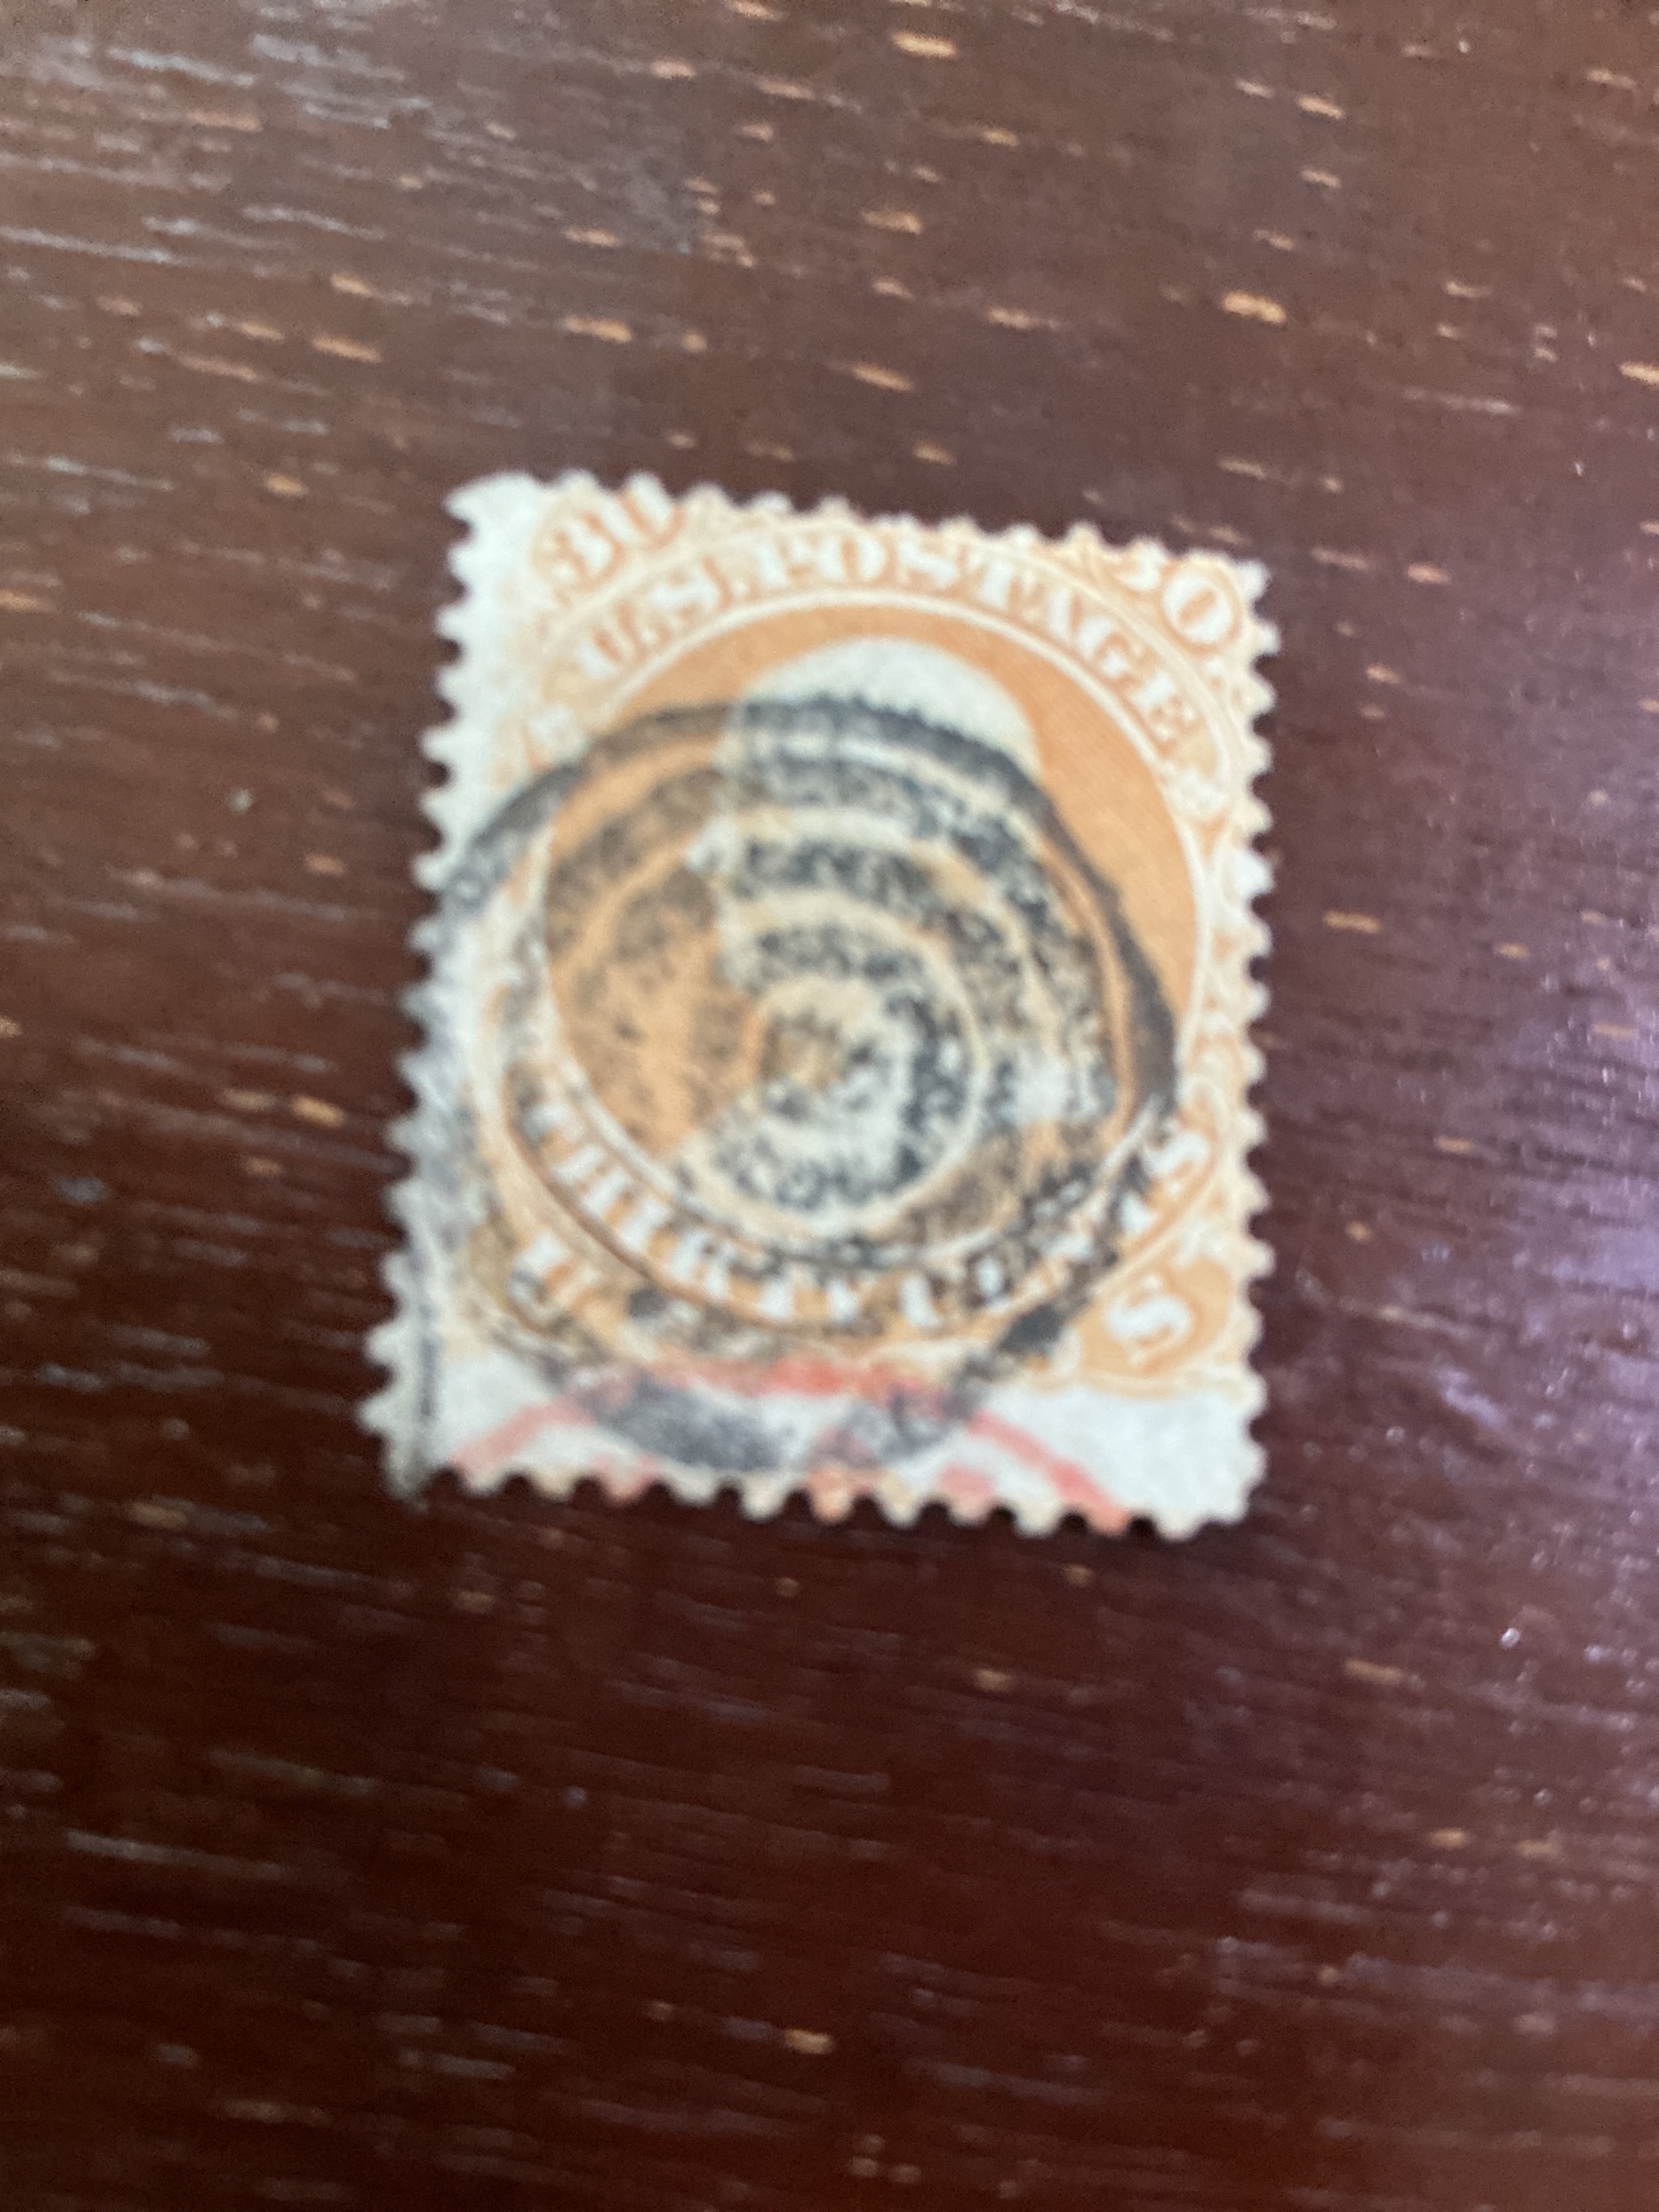 30 30
U.S. POSTAGE
THIRTY CENTS
U S